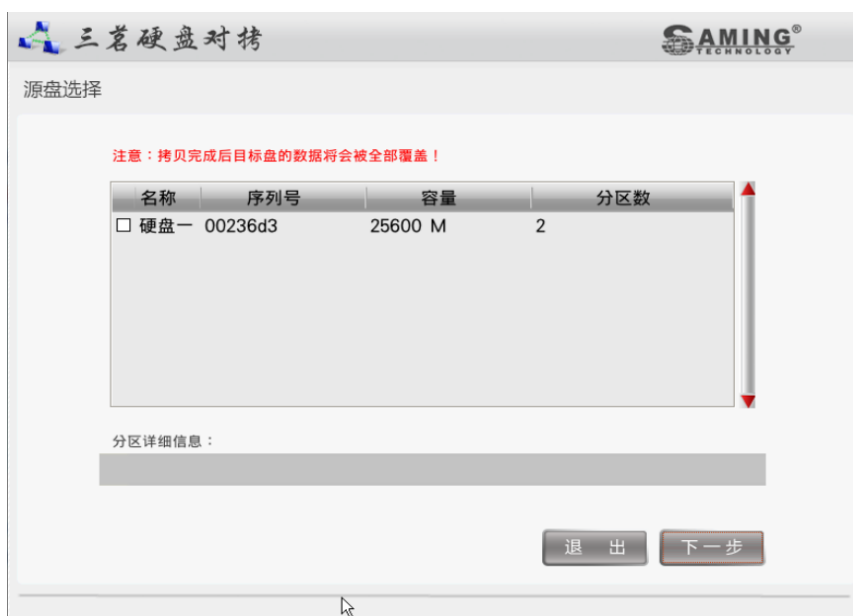 三茗硬盘对拷
SAMING®
TECHNOLOGY
源盘选择
注意：拷贝完成后目标盘的数据将会被全部覆盖！
名称 序列号 容量 分区数
硬盘一 00236d3 25600 M 2
分区详细信息：
退 出 下一步